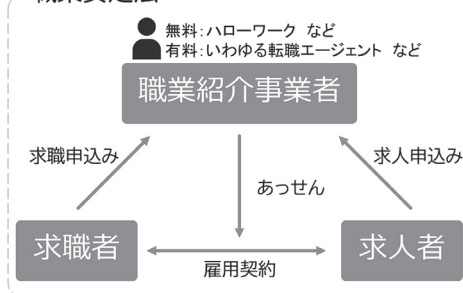 無料：ハローワーク など
有料：いわゆる転職エージェント など
職業紹介事業者
求職申込み
求人申込み
あっせん
求職者
求人者
雇用契約